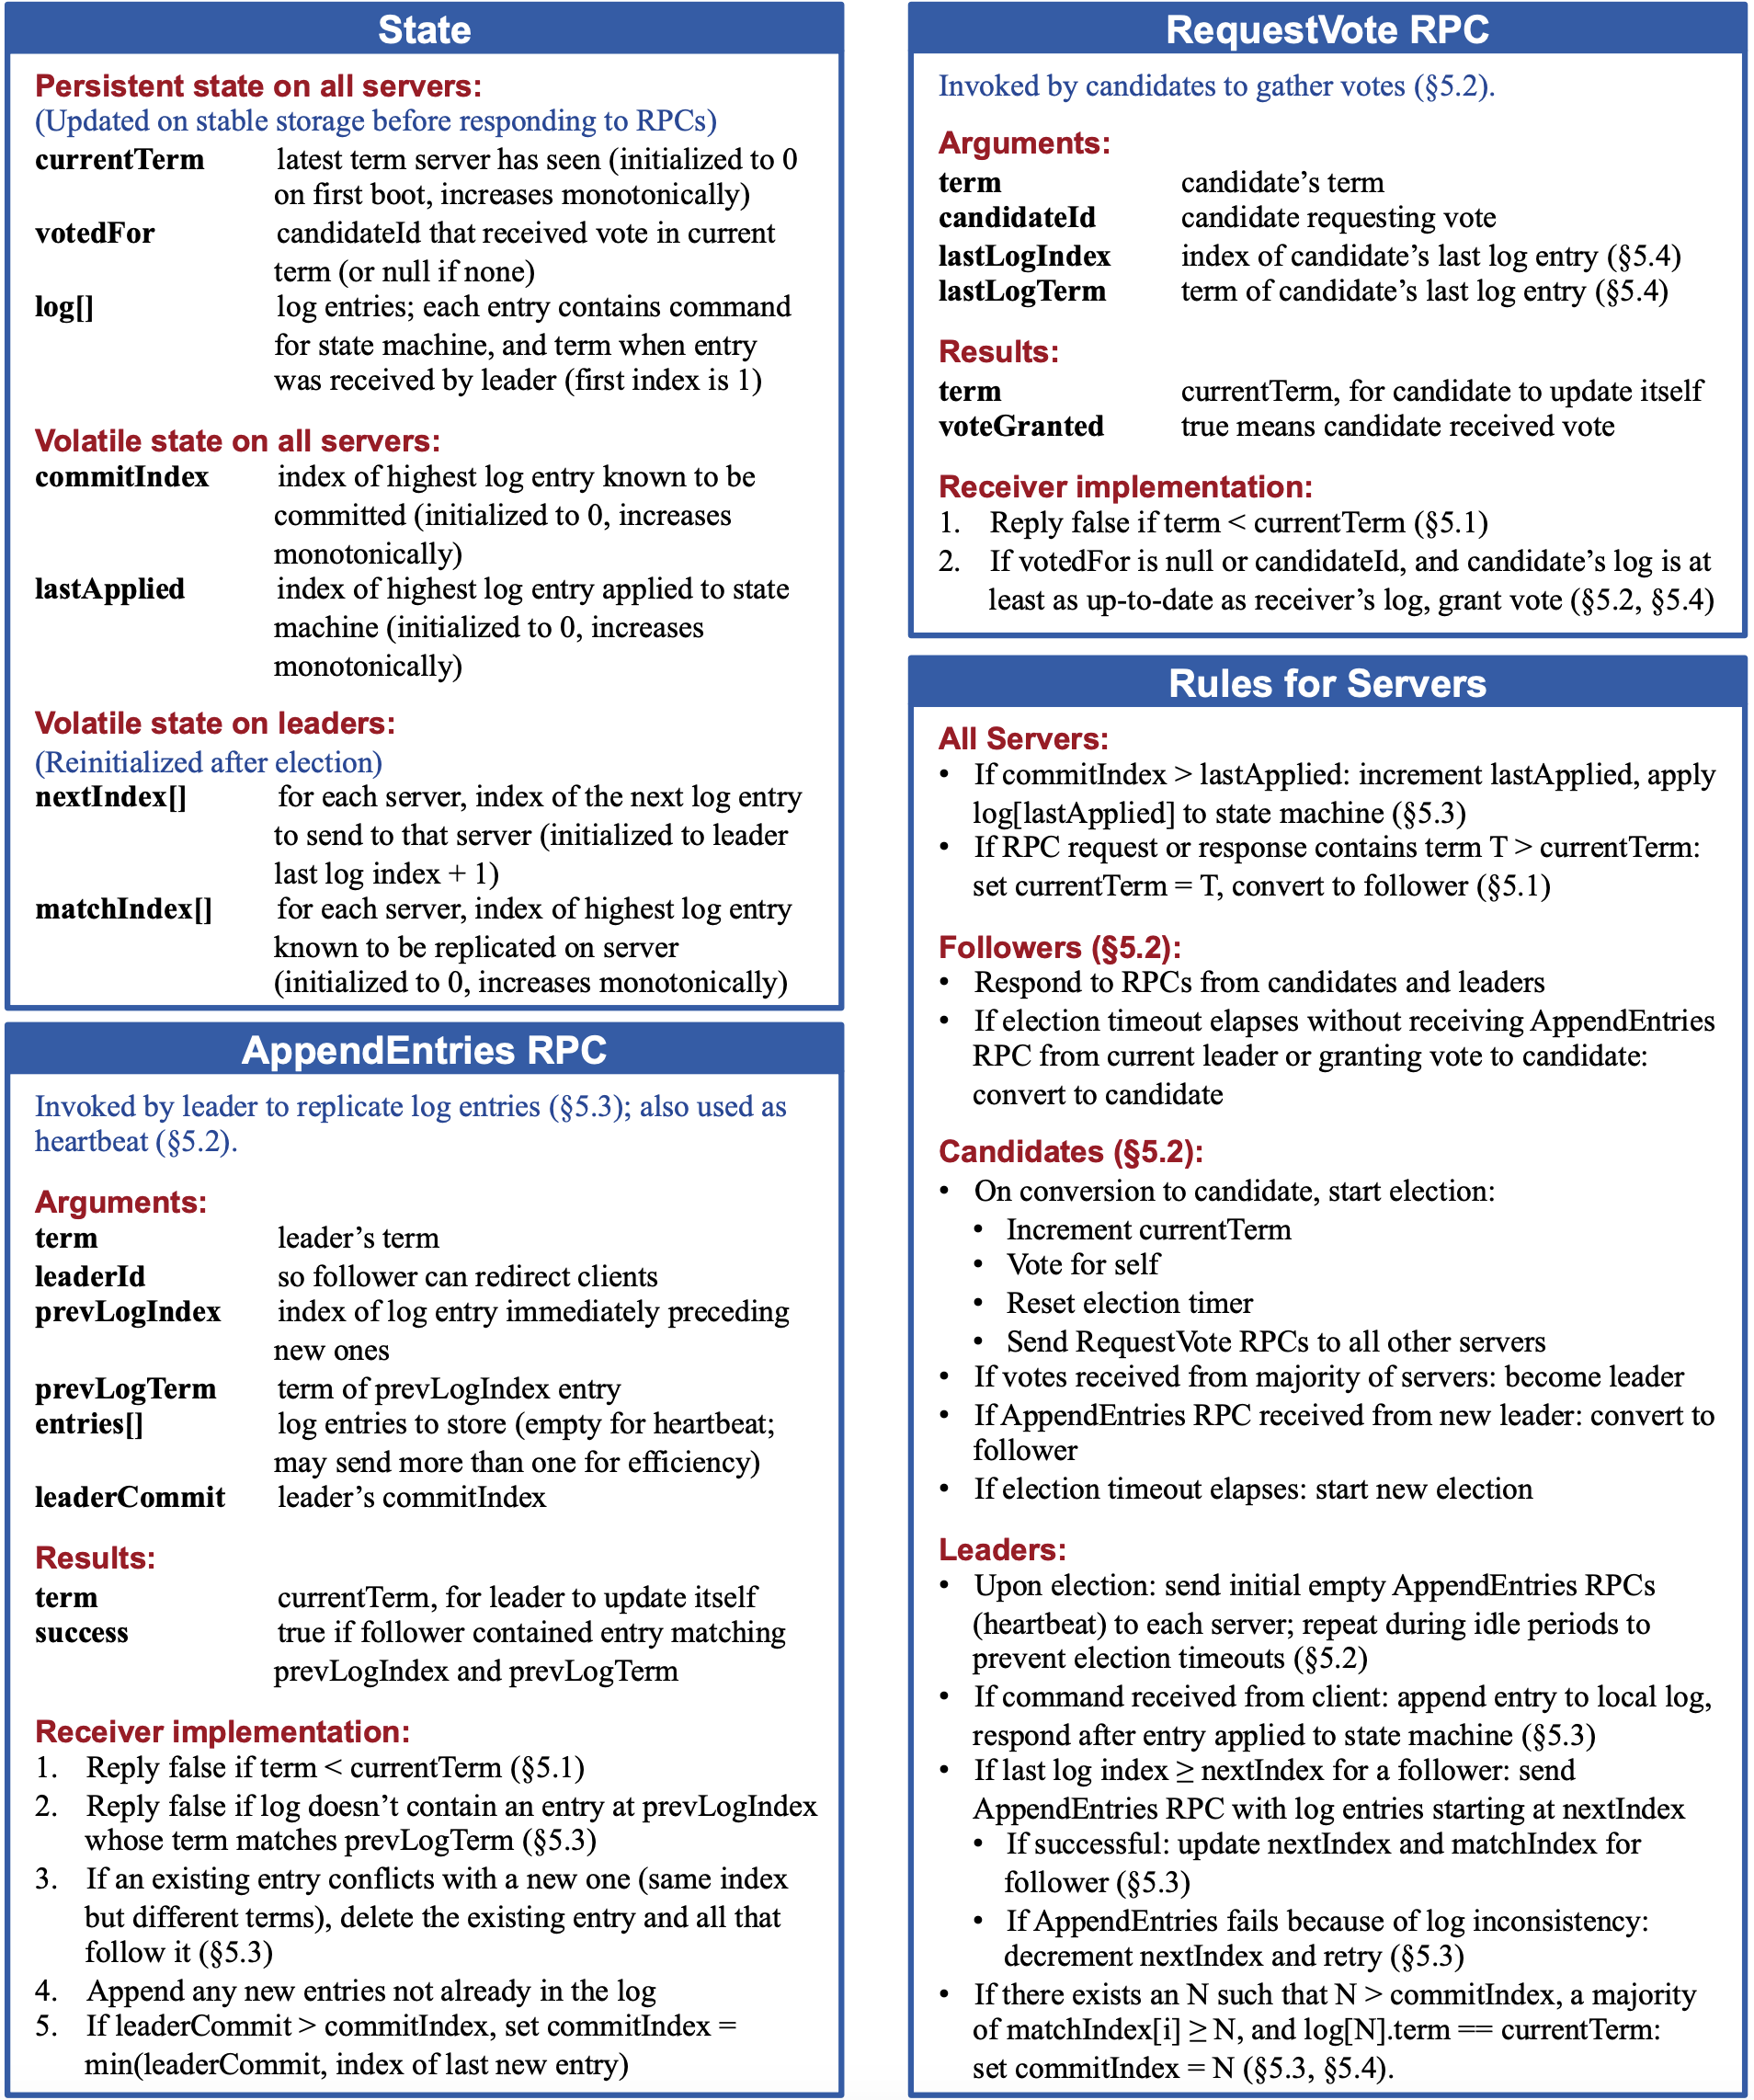 State
Persistent state on all servers:
(Updated on stable storage before responding to RPCs)
currentTerm latest term server has seen (initialized to 0
on first boot, increases monotonically)
votedFor candidateId that received vote in current
term (or null if none)
log[] log entries; each entry contains command
for state machine, and term when entry
was received by leader (first index is 1)
Volatile state on all servers:
commitIndex index of highest log entry known to be
committed (initialized to 0, increases
monotonically)
lastApplied index of highest log entry applied to state
machine (initialized to 0, increases
monotonically)
Volatile state on leaders:
(Reinitialized after election)
nextIndex[] for each server, index of the next log entry
to send to that server (initialized to leader
last log index + 1)
matchIndex[] for each server, index of highest log entry
known to be replicated on server
(initialized to 0, increases monotonically)
AppendEntries RPC
Invoked by leader to replicate log entries (§5.3); also used as
heartbeat (§5.2).
Arguments:
term leader’s term
leaderId so follower can redirect clients
prevLogIndex index of log entry immediately preceding
new ones
prevLogTerm term of prevLogIndex entry
entries[] log entries to store (empty for heartbeat;
may send more than one for efficiency)
leaderCommit leader’s commitIndex
Results:
term currentTerm, for leader to update itself
success true if follower contained entry matching
prevLogIndex and prevLogTerm
Receiver implementation:
1. Reply false if term < currentTerm (§5.1)
2. Reply false if log doesn’t contain an entry at prevLogIndex
whose term matches prevLogTerm (§5.3)
3. If an existing entry conflicts with a new one (same index
but different terms), delete the existing entry and all that
follow it (§5.3)
4. Append any new entries not already in the log
5. If leaderCommit > commitIndex, set commitIndex =
min(leaderCommit, index of last new entry)
RequestVote RPC
Invoked by candidates to gather votes (§5.2).
Arguments:
term candidate’s term
candidateId candidate requesting vote
lastLogIndex index of candidate’s last log entry (§5.4)
lastLogTerm term of candidate’s last log entry (§5.4)
Results:
term currentTerm, for candidate to update itself
voteGranted true means candidate received vote
Receiver implementation:
1. Reply false if term < currentTerm (§5.1)
2. If votedFor is null or candidateId, and candidate’s log is at
least as up-to-date as receiver’s log, grant vote (§5.2, §5.4)
Rules for Servers
All Servers:
• If commitIndex > lastApplied: increment lastApplied, apply
log[lastApplied] to state machine (§5.3)
• If RPC request or response contains term T > currentTerm:
set currentTerm = T, convert to follower (§5.1)
Followers (§5.2):
• Respond to RPCs from candidates and leaders
• If election timeout elapses without receiving AppendEntries
RPC from current leader or granting vote to candidate:
convert to candidate
Candidates (§5.2):
• On conversion to candidate, start election:
• Increment currentTerm
• Vote for self
• Reset election timer
• Send RequestVote RPCs to all other servers
• If votes received from majority of servers: become leader
• If AppendEntries RPC received from new leader: convert to
follower
• If election timeout elapses: start new election
Leaders:
• Upon election: send initial empty AppendEntries RPCs
(heartbeat) to each server; repeat during idle periods to
prevent election timeouts (§5.2)
• If command received from client: append entry to local log,
respond after entry applied to state machine (§5.3)
• If last log index ≥ nextIndex for a follower: send
AppendEntries RPC with log entries starting at nextIndex
• If successful: update nextIndex and matchIndex for
follower (§5.3)
• If AppendEntries fails because of log inconsistency:
decrement nextIndex and retry (§5.3)
• If there exists an N such that N > commitIndex, a majority
of matchIndex[i] ≥ N, and log[N].term == currentTerm:
set commitIndex = N (§5.3, §5.4).